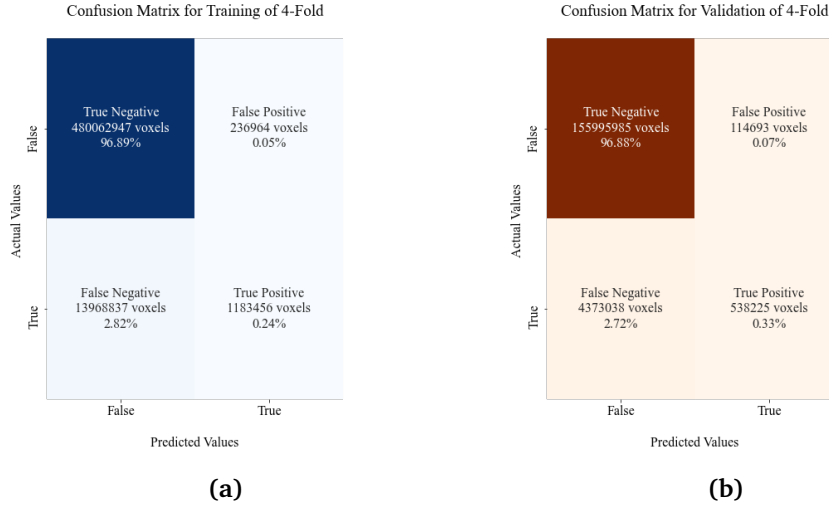 Confusion Matrix for Training of 4-Fold
Actual Values
False
True
True Negative
480062947 voxels
96.89%
False Positive
236964 voxels
0.05%
False Negative
13968837 voxels
2.82%
True Positive
1183456 voxels
0.24%
False
True
Predicted Values
(a)
Confusion Matrix for Validation of 4-Fold
Actual Values
False
True
True Negative
155995985 voxels
96.88%
False Positive
114693 voxels
0.07%
False Negative
4373038 voxels
2.72%
True Positive
538225 voxels
0.33%
False
True
Predicted Values
(b)